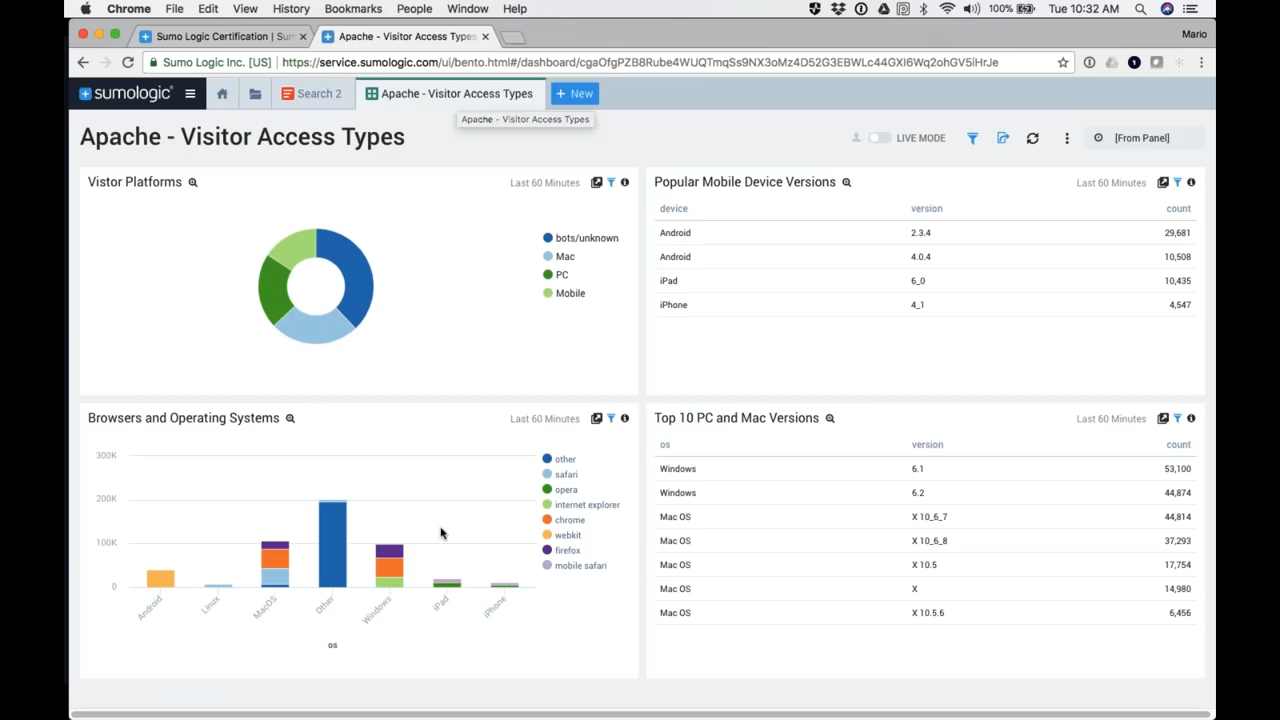 Chrome File Edit View History Bookmarks People Window Help 100% Tue 10:32 AM
Sumo Logic Certification | Sum Apache - Visitor Access Types Mario
Sumo Logic Inc. [US] https://service.sumologic.com/ui/bento.html#/dashboard/cgaOfgPZB8Rube4WUQTmqSs9NX3oMz4D52G3EBWLc44GXI6Wq2ohGV5iHrJe
sumologic Search 2 Apache - Visitor Access Types + New
Apache - Visitor Access Types
Apache - Visitor Access Types LIVE MODE [From Panel]
Vistor Platforms Last 60 Minutes
bots/unknown
Mac
PC
Mobile
Popular Mobile Device Versions Last 60 Minutes
device version count
Android 2.3.4 29,681
Android 4.0.4 10,508
iPad 6_0 10,435
iPhone 4_1 4,547
Browsers and Operating Systems Last 60 Minutes
300K
200K
100K
0
Android Linux MacOS Other Windows iPad iPhone
os
other
safari
opera
internet explorer
chrome
webkit
firefox
mobile safari
Top 10 PC and Mac Versions Last 60 Minutes
os version count
Windows 6.1 53,100
Windows 6.2 44,874
Mac OS X 10_6_7 44,814
Mac OS X 10_6_8 37,293
Mac OS X 10.5 17,754
Mac OS X 14,980
Mac OS X 10.5.6 6,456